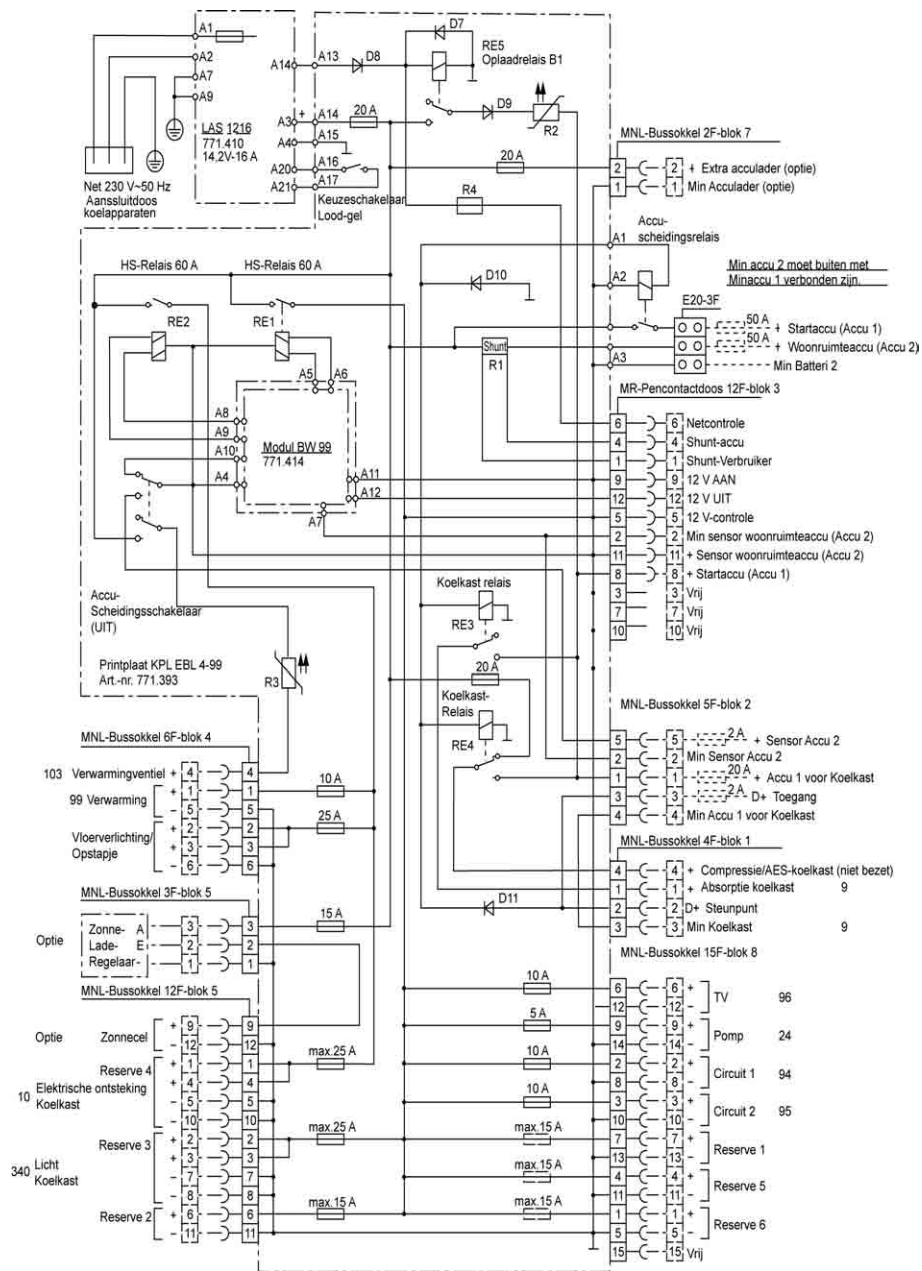 A1
A2
A7
A9
A14
A13
D8
D7
RE5
Oplaadrelais B1
LAS 1216
771.410
14,2V-16 A
A3
+
A14
20 A
A4
A15
A20
A16
A21
A17
D9
R2
Net 230 V~50 Hz
Aanssluitdoos
koelapparaten
Keuzeschakelaar
Lood-gel
20 A
R4
MNL-Bussokkel 2F-blok 7
2 2 + Extra acculader (optie)
1 1 Min Acculader (optie)
Accu-
scheidingsrelais
A1
A2
HS-Relais 60 A
HS-Relais 60 A
D10
Min accu 2 moet buiten met
Minaccu 1 verbonden zijn.
E20-3F
RE2
RE1
50 A
+ Startaccu (Accu 1)
50 A
+ Woonruimteaccu (Accu 2)
A3
Min Batteri 2
Shunt
R1
A5
A6
A8
A9
A10
A4
Modul BW 99
771.414
A11
A12
A7
MR-Pencontactdoos 12F-blok 3
6 6 Netcontrole
4 4 Shunt-accu
1 1 Shunt-Verbruiker
9 9 12 V AAN
12 12 12 V UIT
5 5 12 V-controle
2 2 Min sensor woonruimteaccu (Accu 2)
11 11 + Sensor woonruimteaccu (Accu 2)
8 8 + Startaccu (Accu 1)
3 3 Vrij
7 7 Vrij
10 10 Vrij
Accu-
Scheidingsschakelaar
(UIT)
Koelkast relais
RE3
20 A
Koelkast-
Relais
RE4
Printplaat KPL EBL 4-99
Art.-nr. 771.393
R3
MNL-Bussokkel 5F-blok 2
5 5 2 A + Sensor Accu 2
2 2 Min Sensor Accu 2
1 1 20 A + Accu 1 voor Koelkast
3 3 2 A D+ Toegang
4 4 Min Accu 1 voor Koelkast
MNL-Bussokkel 6F-blok 4
103 Verwarmingventiel + 4 4
99 Verwarming + 1 1 10 A
− 5 5
Vloerverlichting/
Opstapje
+ 2 2 25 A
+ 3 3
− 6 6
MNL-Bussokkel 4F-blok 1
4 4 + Compressie/AES-koelkast (niet bezet)
1 1 + Absorptie koelkast 9
2 2 D+ Steunpunt
3 3 Min Koelkast 9
D11
MNL-Bussokkel 3F-blok 5
Optie
Zonne- A 3 3 15 A
Lade- E 2 2
Regelaar- 1 1
MNL-Bussokkel 12F-blok 5
Optie Zonnecel + 9 9
− 12 12
Reserve 4 + 1 1 max.25 A
+ 4 4
10 Elektrische ontsteking
Koelkast
− 5 5
− 10 10
Reserve 3 + 2 2 max.25 A
+ 3 3
340 Licht
Koelkast
− 7 7
− 8 8
Reserve 2 + 6 6 max.15 A
− 11 11
MNL-Bussokkel 15F-blok 8
10 A 6 6 + TV 96
12 12 −
5 A 9 9 + Pomp 24
14 14 −
10 A 2 2 + Circuit 1 94
8 8 −
10 A 3 3 + Circuit 2 95
10 10 −
max.15 A 7 7 + Reserve 1
13 13 −
max.15 A 4 4 + Reserve 5
11 11 −
max.15 A 1 1 + Reserve 6
5 5 −
15 15 Vrij